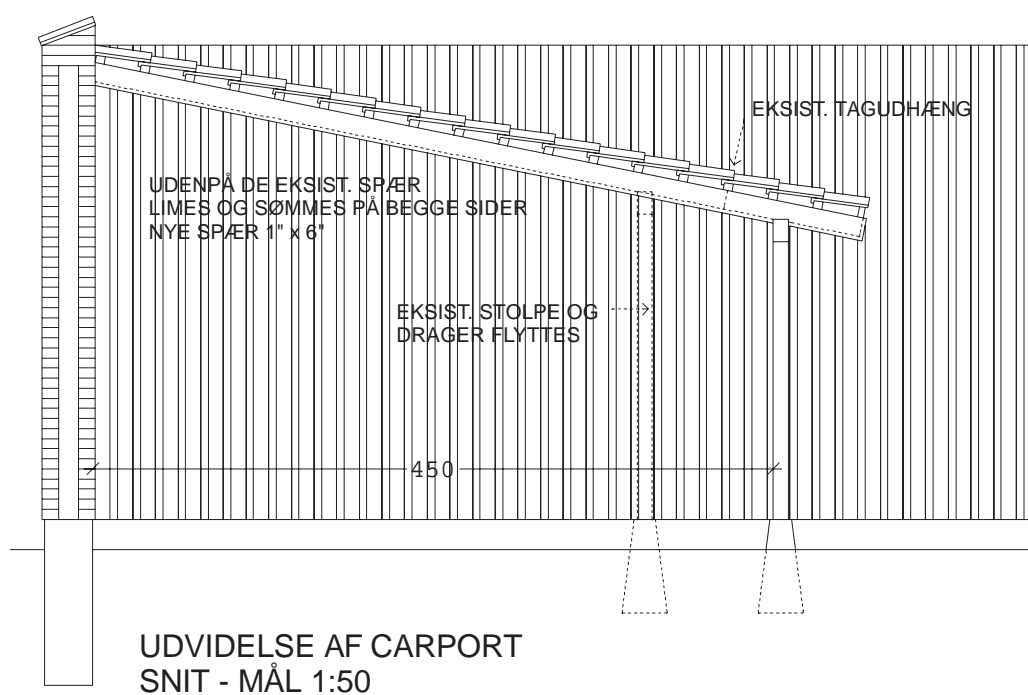 EKSIST. TAGUDHÆNG
UDENPÅ DE EKSIST. SPÆR
LIMES OG SØMMES PÅ BEGGE SIDER
NYE SPÆR 1" x 6"
EKSIST. STOLPE OG
DRAGER FLYTTES
450
UDVIDELSE AF CARPORT
SNIT - MÅL 1:50